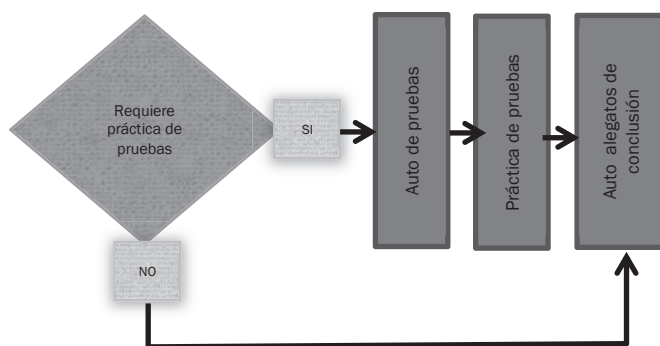 Requiere
práctica de
pruebas
SI
NO
Auto de pruebas
Práctica de pruebas
Auto alegatos de
conclusión